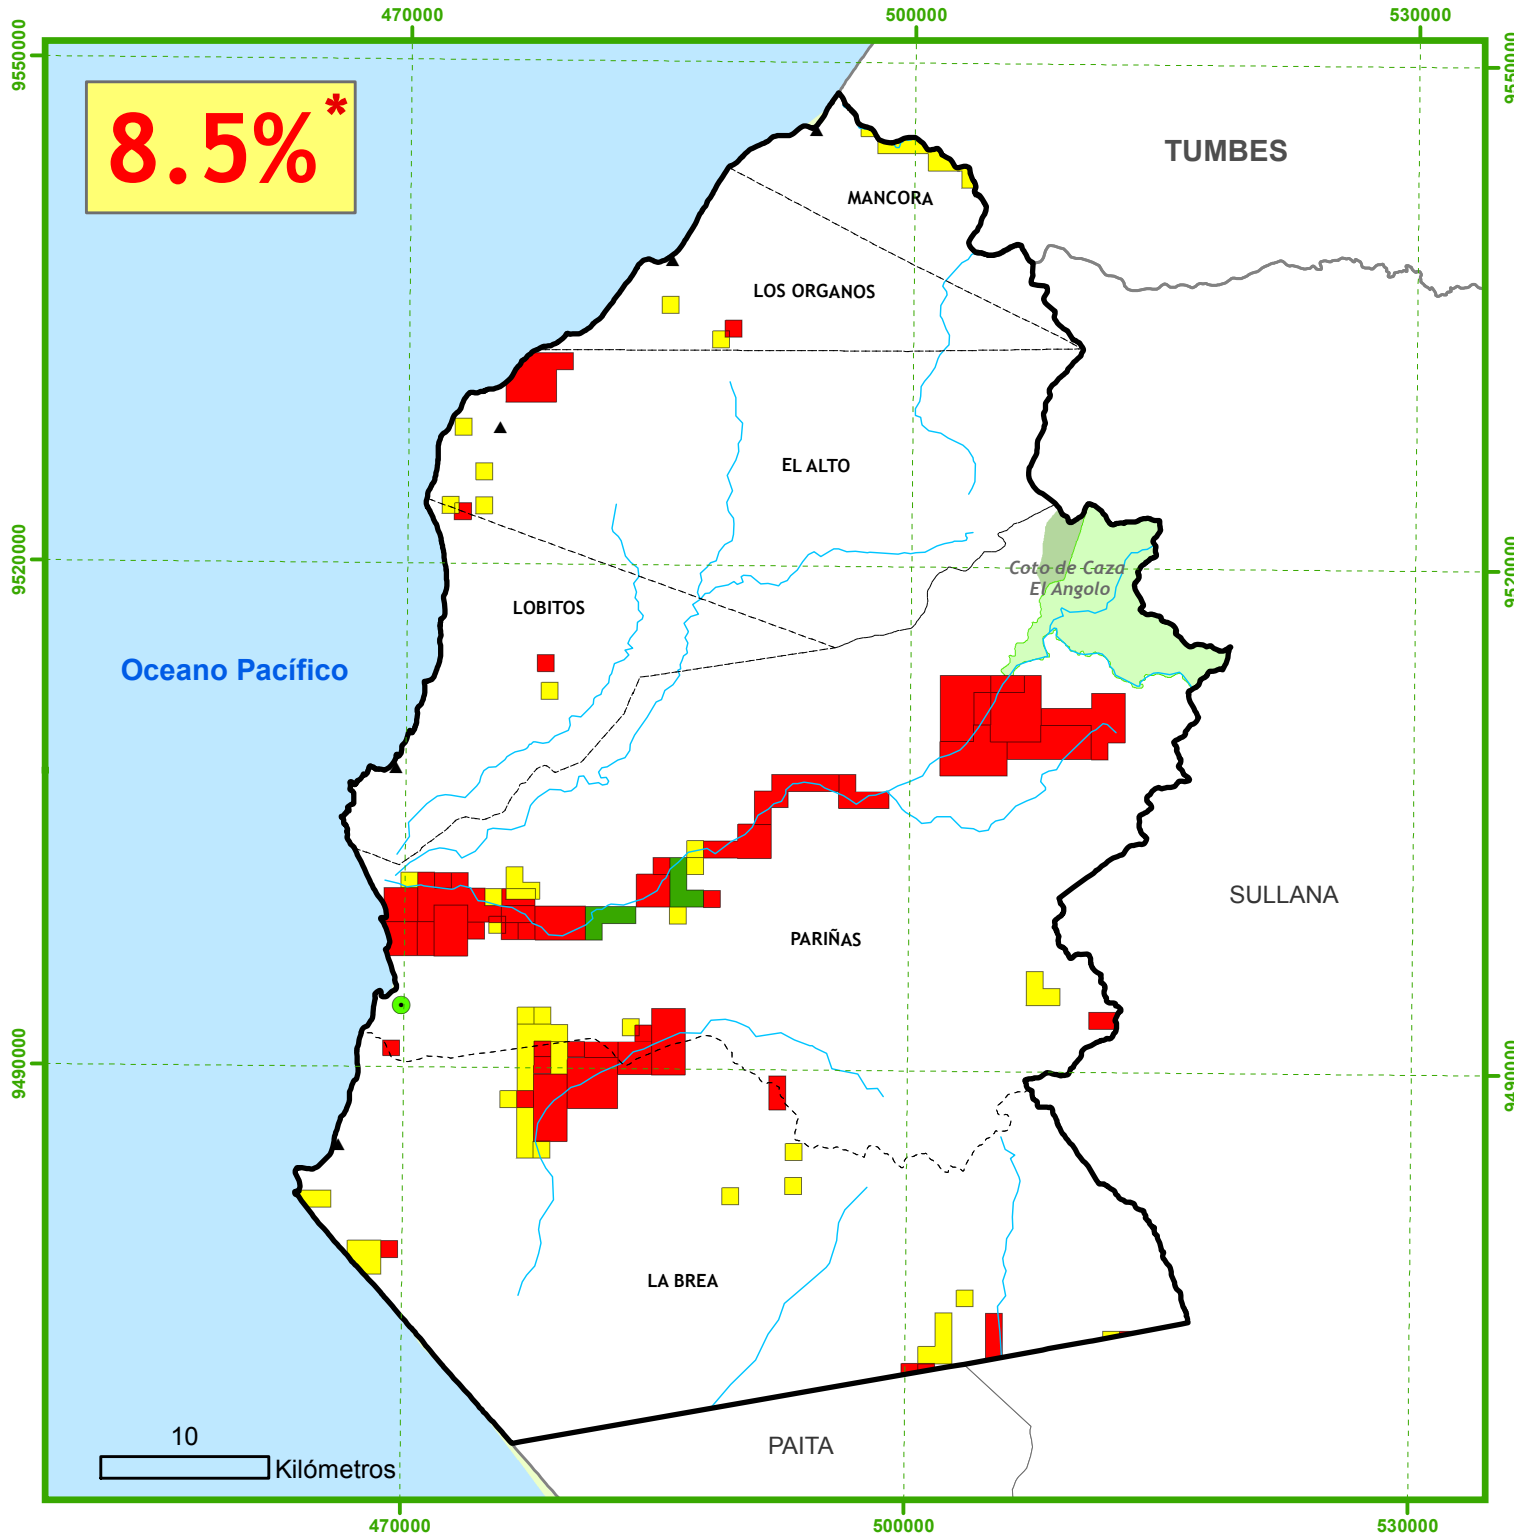 470000
500000
530000
9550000
9550000
8.5%*
TUMBES
MANCORA
LOS ORGANOS
EL ALTO
9520000
9520000
Coto de Caza
El Angolo
LOBITOS
Oceano Pacífico
SULLANA
PARIÑAS
9490000
9490000
LA BREA
PAITA
10
Kilómetros
470000
500000
530000